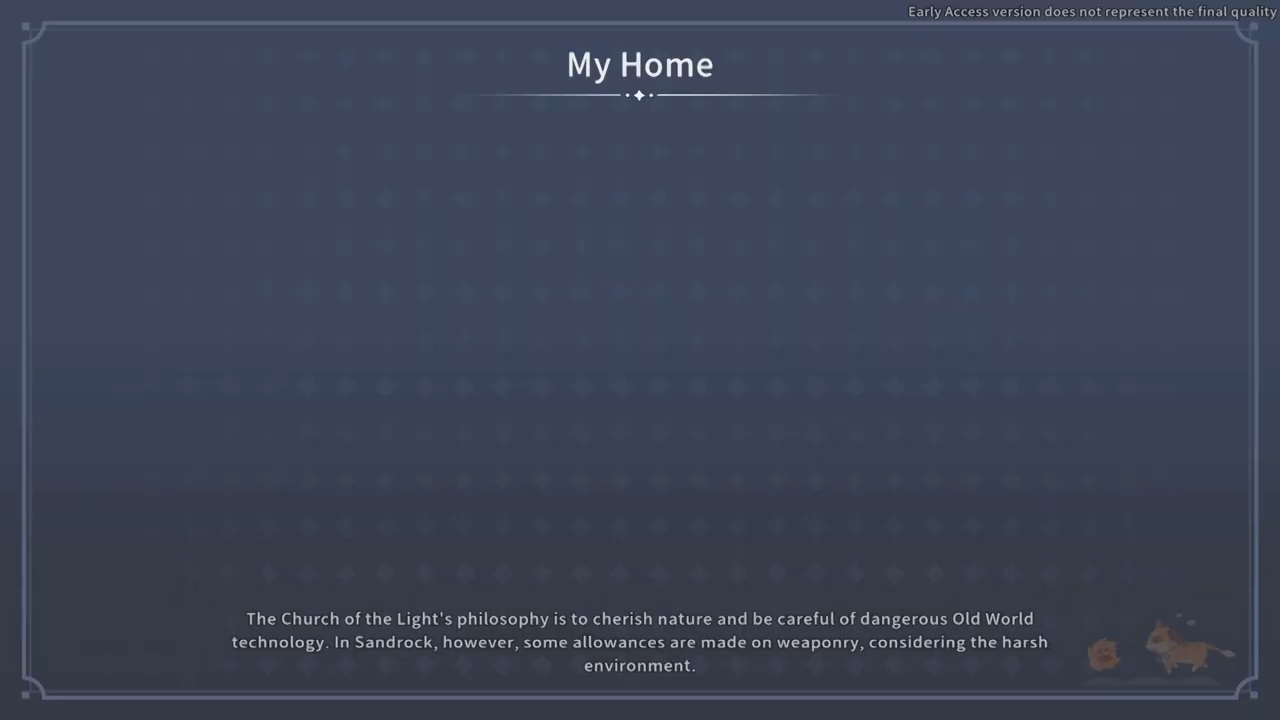 Early Access version does not represent the final quality
My Home
The Church of the Light's philosophy is to cherish nature and be careful of dangerous Old World
technology. In Sandrock, however, some allowances are made on weaponry, considering the harsh
environment.